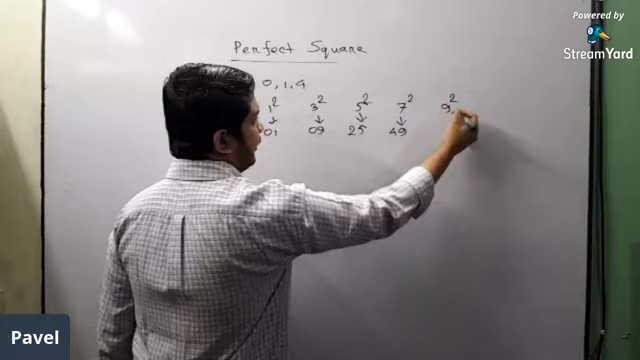 Powered by
StreamYard
Perfect Square
0, 1, 4
1² 3² 5² 7² 9²
↓ ↓ ↓ ↓
01 09 25 49
Pavel